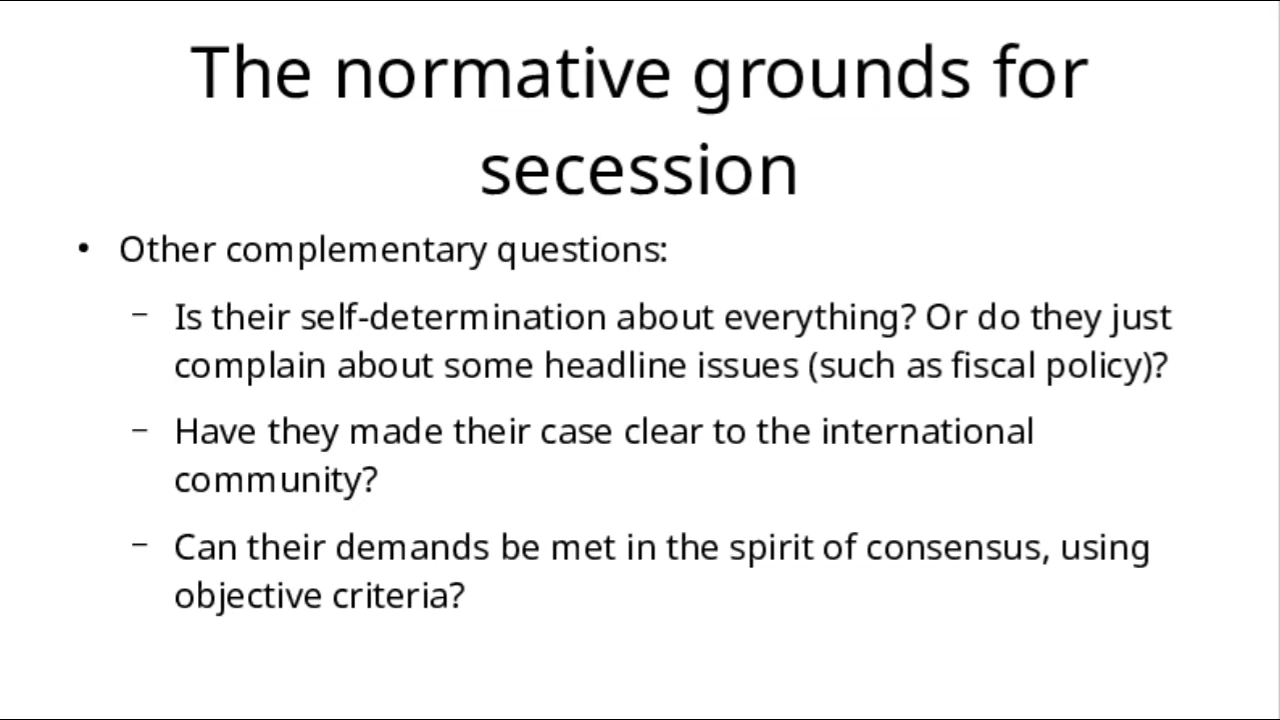 The normative grounds for
secession
• Other complementary questions:
– Is their self-determination about everything? Or do they just
complain about some headline issues (such as fiscal policy)?
– Have they made their case clear to the international
community?
– Can their demands be met in the spirit of consensus, using
objective criteria?